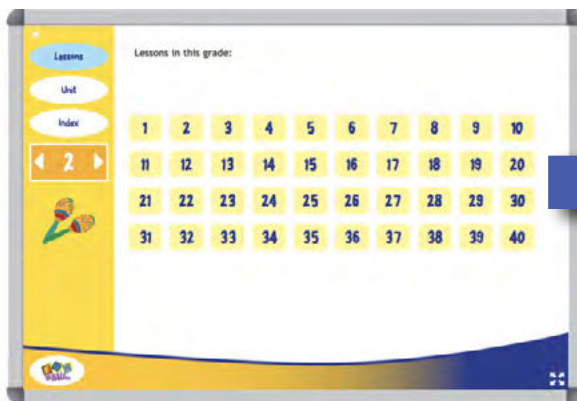 Lessons
Unit
Index
2
Lessons in this grade:
1 2 3 4 5 6 7 8 9 10
11 12 13 14 15 16 17 18 19 20
21 22 23 24 25 26 27 28 29 30
31 32 33 34 35 36 37 38 39 40